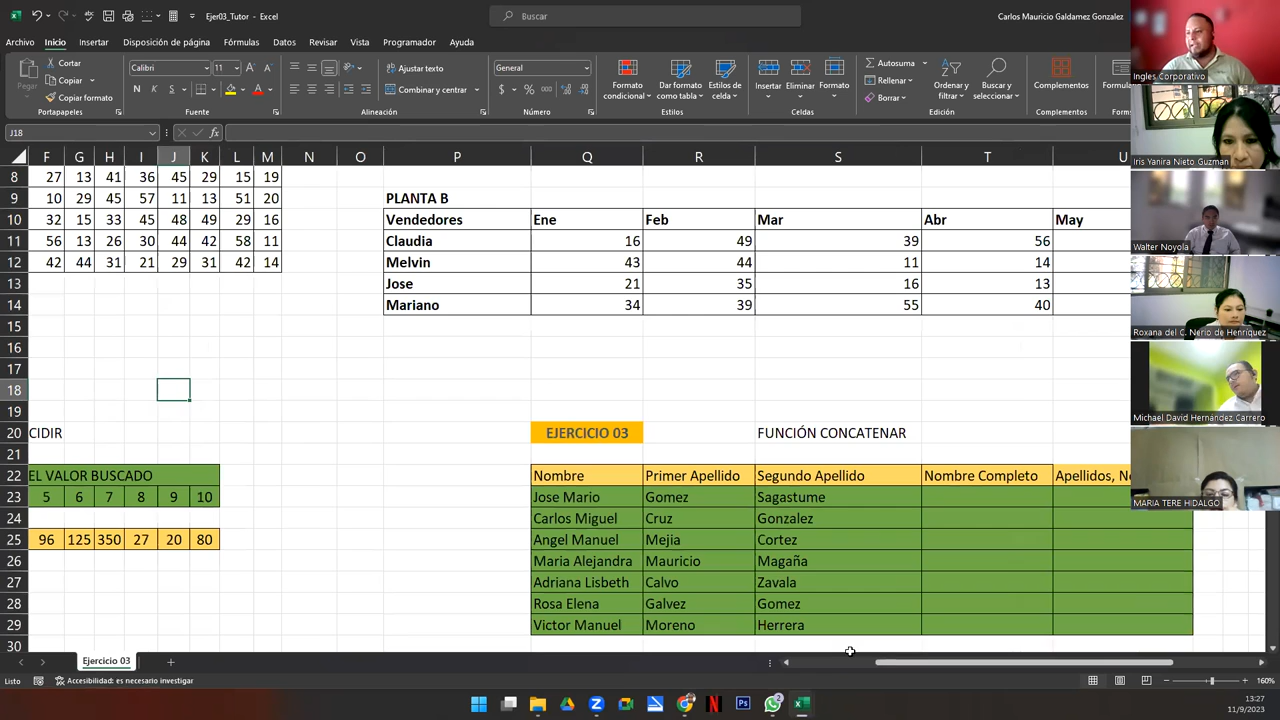 Ejer03_Tutor - Excel
Buscar
Carlos Mauricio Galdamez Gonzalez
Archivo Inicio Insertar Disposición de página Fórmulas Datos Revisar Vista Programador Ayuda
Cortar
Copiar
Copiar formato
Pegar
Portapapeles
Calibri 11
N K S
Fuente
Ajustar texto
Combinar y centrar
Alineación
General
$ % 000
Número
Formato condicional
Dar formato como tabla
Estilos de celda
Estilos
Insertar Eliminar Formato
Celdas
Autosuma
Rellenar
Borrar
Ordenar y filtrar
Buscar y seleccionar
Edición
Complementos
Complementos
J18 fx
F G H I J K L M N O P Q R S T U
8 27 13 41 36 45 29 15 19
9 10 29 45 57 11 13 51 20 PLANTA B
10 32 15 33 45 48 49 29 16 Vendedores Ene Feb Mar Abr May
11 56 13 26 30 44 42 58 11 Claudia 16 49 39 56
12 42 44 31 21 29 31 42 14 Melvin 43 44 11 14
13 Jose 21 35 16 13
14 Mariano 34 39 55 40
15
16
17
18
19
20 CIDIR EJERCICIO 03 FUNCIÓN CONCATENAR
21
22 EL VALOR BUSCADO Nombre Primer Apellido Segundo Apellido Nombre Completo Apellidos, No
23 5 6 7 8 9 10 Jose Mario Gomez Sagastume
24 Carlos Miguel Cruz Gonzalez
25 96 125 350 27 20 80 Angel Manuel Mejia Cortez
26 Maria Alejandra Mauricio Magaña
27 Adriana Lisbeth Calvo Zavala
28 Rosa Elena Galvez Gomez
29 Victor Manuel Moreno Herrera
30
Ejercicio 03
Listo Accesibilidad: es necesario investigar 160%
13:27
11/9/2023
Ingles Corporativo
Iris Yanira Nieto Guzman
Walter Noyola
Roxana del C. Nerio de Henriquez
Michael David Hernández Carrero
MARIA TERE HIDALGO